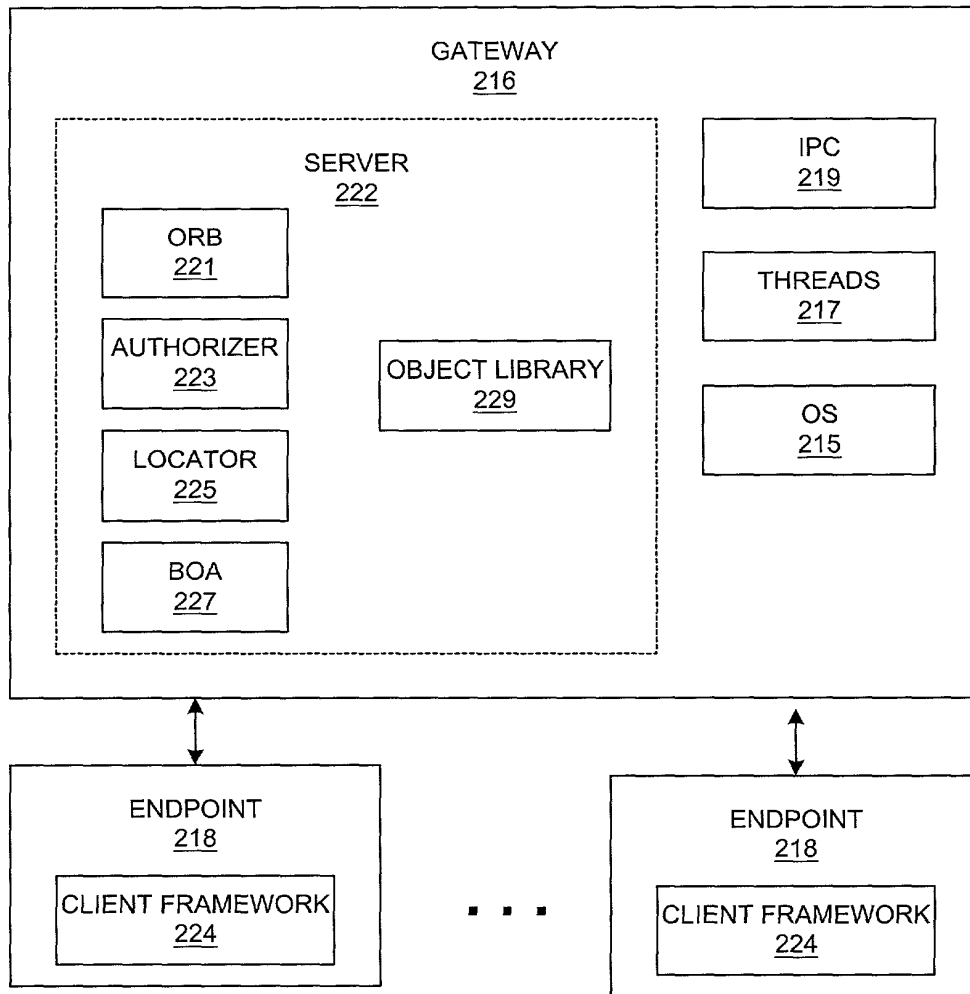 GATEWAY
216
SERVER
222
ORB
221
AUTHORIZER
223
LOCATOR
225
BOA
227
OBJECT LIBRARY
229
IPC
219
THREADS
217
OS
215
ENDPOINT
218
CLIENT FRAMEWORK
224
ENDPOINT
218
CLIENT FRAMEWORK
224